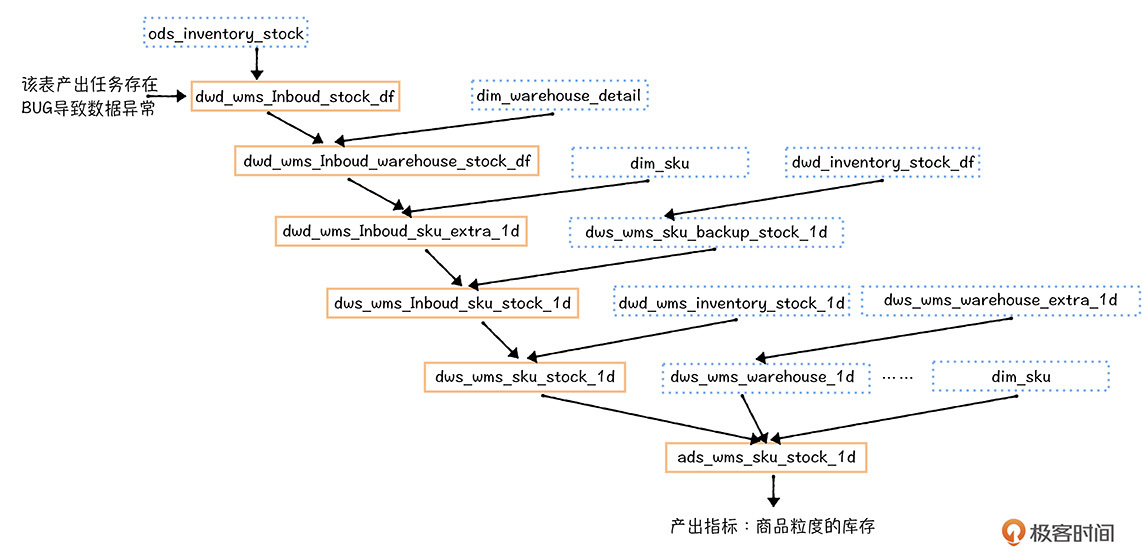 ods_inventory_stock
该表产出任务存在
BUG导致数据异常
dwd_wms_Inboud_stock_df
dim_warehouse_detail
dwd_wms_Inboud_warehouse_stock_df
dim_sku
dwd_inventory_stock_df
dwd_wms_Inboud_sku_extra_1d
dws_wms_sku_backup_stock_1d
dws_wms_Inboud_sku_stock_1d
dwd_wms_inventory_stock_1d
dws_wms_warehouse_extra_1d
dws_wms_sku_stock_1d
dws_wms_warehouse_1d
……
dim_sku
ads_wms_sku_stock_1d
产出指标：商品粒度的库存
极客时间